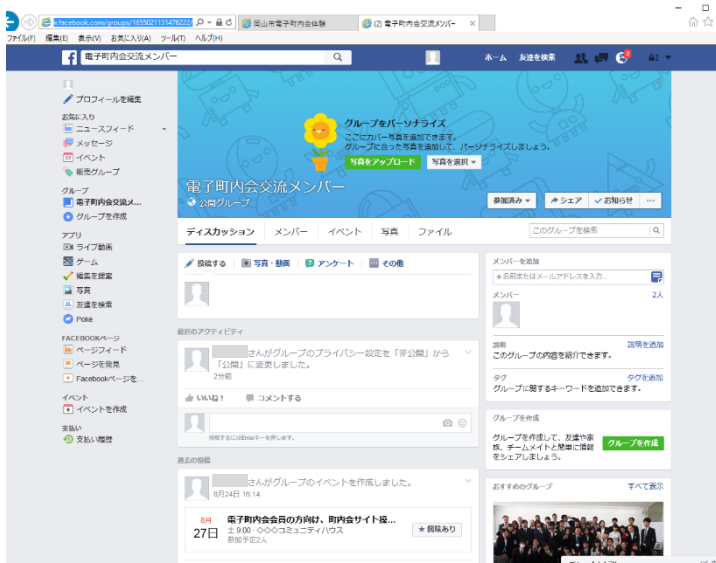 k.facebook.com/groups/1655021131476222/
岡山市電子町内会体験
(2) 電子町内会交流メンバー
ファイル(F) 編集(E) 表示(V) お気に入り(A) ツール(T) ヘルプ(H)
電子町内会交流メンバー
ホーム 友達を検索
プロフィールを編集
お気に入り
ニュースフィード
メッセージ
イベント
販売グループ
グループ
電子町内会交流メ...
グループを作成
アプリ
ライブ動画
ゲーム
編集を提案
写真
友達を検索
Poke
FACEBOOKページ
ページフィード
ページを発見
Facebookページを...
イベント
イベントを作成
支払い
支払い履歴
グループをパーソナライズ
ここにカバー写真を追加できます。
グループに合った写真を追加して、パーソナライズしましょう。
写真をアップロード 写真を選択
電子町内会交流メンバー
公開グループ
参加済み シェア お知らせ ...
ディスカッション メンバー イベント 写真 ファイル
このグループを検索
投稿する 写真・動画 アンケート その他
最近のアクティビティ
さんがグループのプライバシー設定を「非公開」から
「公開」に変更しました。
2分前
いいね! コメントする
投稿するにはEnterキーを押します。
過去の投稿
さんがグループのイベントを作成しました。
8月24日 16:14
8月
27日
電子町内会会員の方向け、町内会サイト操...
土 9:00 · ◇◇◇コミュニティハウス
参加予定2人
★ 興味あり
メンバーを追加
+ 名前またはメールアドレスを入力
メンバー 2人
説明 説明を追加
このグループの内容を紹介できます。
タグ タグを追加
グループに関するキーワードを追加できます。
グループを作成
グループを作成して、友達や家
族、チームメイトと簡単に情報
をシェアしましょう。
グループを作成
おすすめのグループ すべて表示